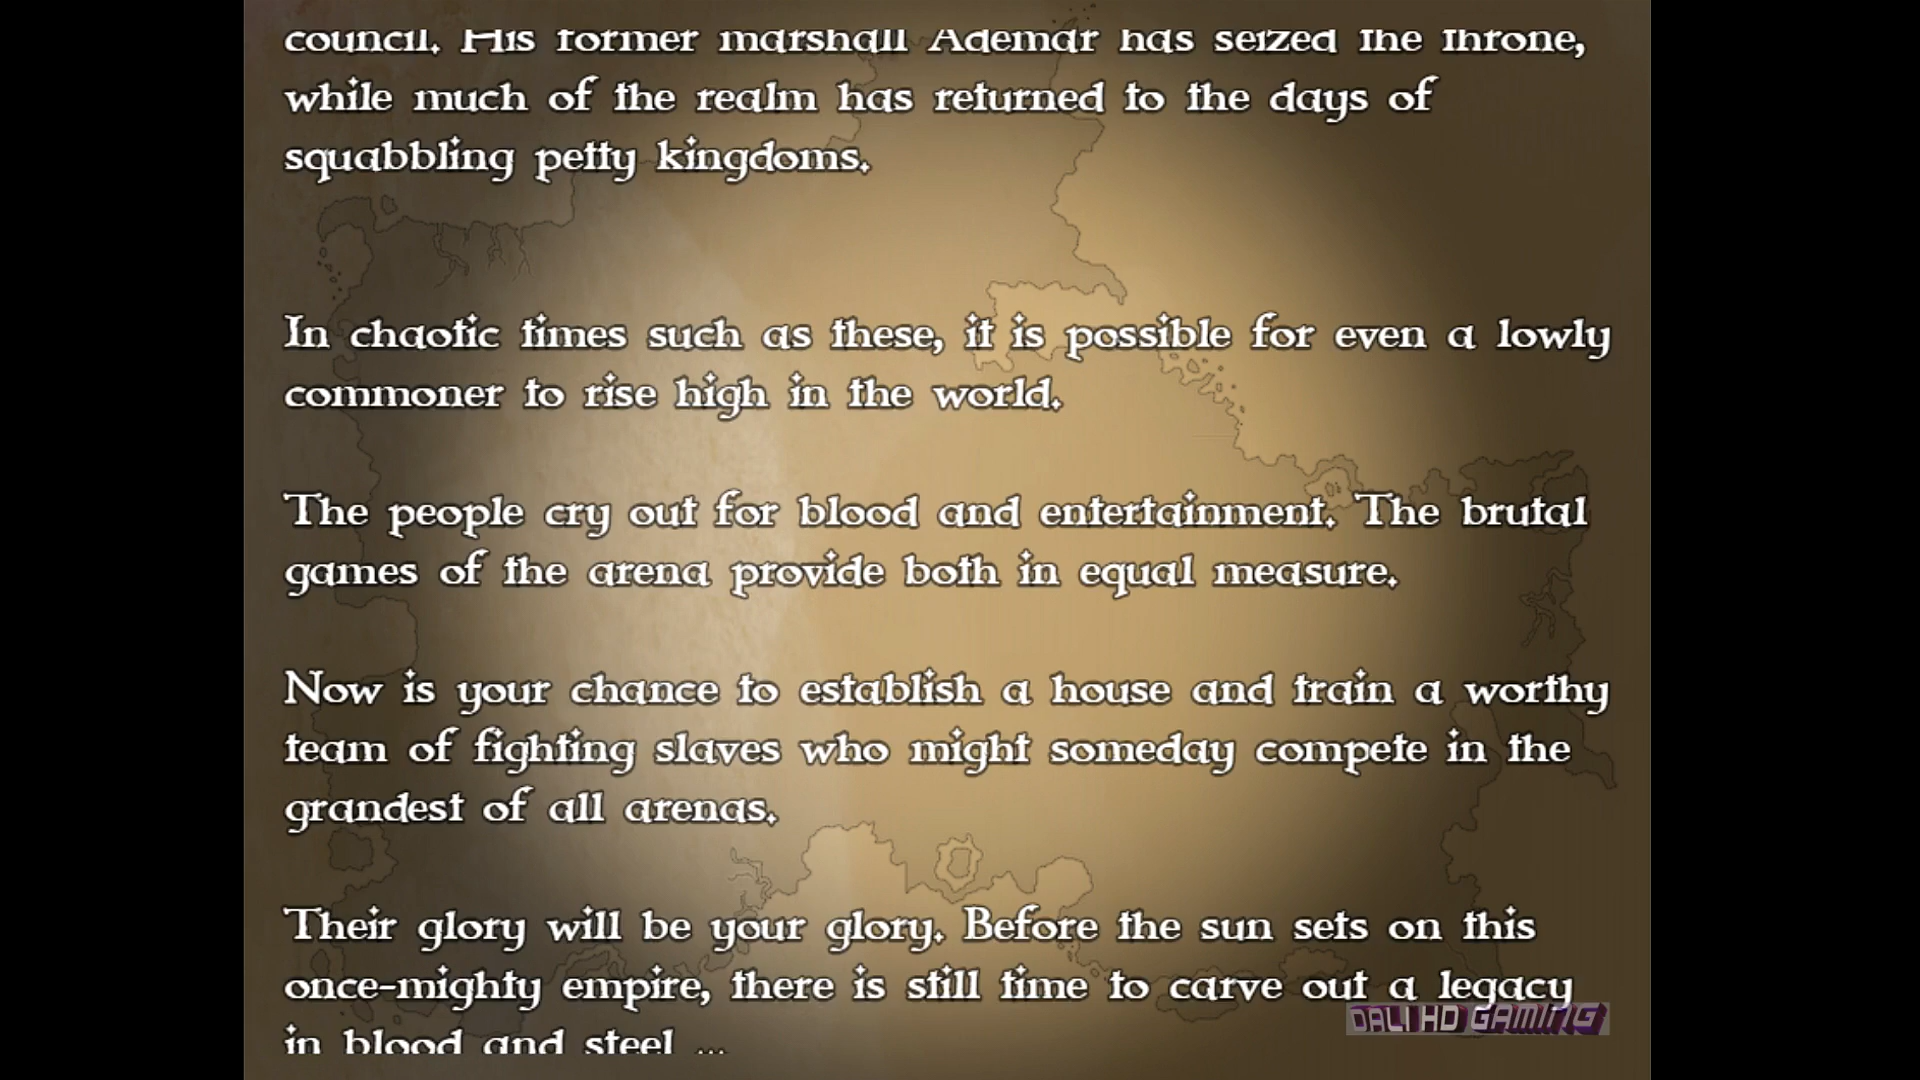 council. His former marshall Ademar has seized the throne,
while much of the realm has returned to the days of
squabbling petty kingdoms.
In chaotic times such as these, it is possible for even a lowly
commoner to rise high in the world.
The people cry out for blood and entertainment. The brutal
games of the arena provide both in equal measure.
Now is your chance to establish a house and train a worthy
team of fighting slaves who might someday compete in the
grandest of all arenas.
Their glory will be your glory. Before the sun sets on this
once-mighty empire, there is still time to carve out a legacy
in blood and steel ...
DALI HD GAMING